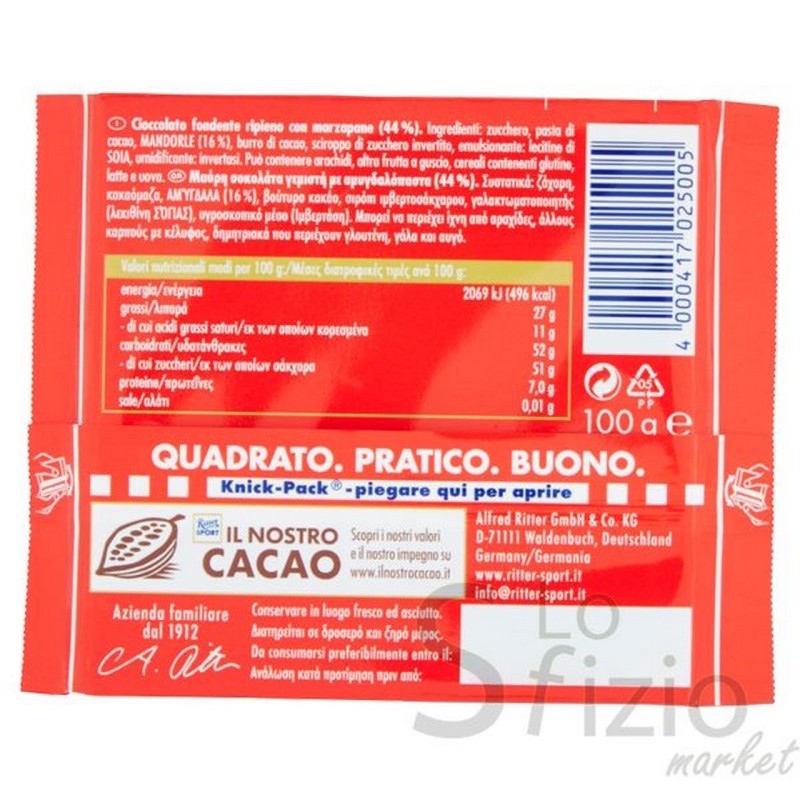 I Cioccolato fondente ripieno con marzapane (44 %). Ingredienti: zucchero, pasta di
cacao, MANDORLE (16 %), burro di cacao, sciroppo di zucchero invertito, emulsionante: lecitine di
SOIA, umidificante: invertasi. Può contenere arachidi, altra frutta a guscio, cereali contenenti glutine,
latte e uova. GR Μαύρη σοκολάτα γεμιστή με αμυγδαλόπαστα (44 %). Συστατικά: ζάχαρη,
κακαόμαζα, ΑΜΎΓΔΑΛΑ (16 %), βούτυρο κακάο, σιρόπι ιμβερτοσάκχαρου, γαλακτωματοποιητής
(λεκιθίνη ΣΌΓΙΑΣ), υγροσκοπικό μέσο (Ιμβερτάση). Μπορεί να περιέχει ίχνη από αραχίδες, άλλους
καρπούς με κέλυφος, δημητριακά που περιέχουν γλουτένη, γάλα και αυγό.
Valori nutrizionali medi per 100 g:/Μέσες διατροφικές τιμές ανά 100 g:
energia/ενέργεια 2069 kJ (496 kcal)
grassi/λιπαρά 27 g
- di cui acidi grassi saturi/εκ των οποίων κορεσμένα 11 g
carboidrati/υδατάνθρακες 52 g
- di cui zuccheri/εκ των οποίων σάκχαρα 51 g
proteine/πρωτεΐνες 7,0 g
sale/αλάτι 0,01 g
4 000417 025005
05
PP
100 g e
QUADRATO. PRATICO. BUONO.
Knick-Pack® - piegare qui per aprire
Ritter
SPORT
IL NOSTRO
CACAO
Scopri i nostri valori
e il nostro impegno su
www.ilnostrocacao.it
Alfred Ritter GmbH & Co. KG
D-71111 Waldenbuch, Deutschland
Germany/Germania
www.ritter-sport.it
info@ritter-sport.it
Azienda familiare
dal 1912
Conservare in luogo fresco ed asciutto.
Διατηρείται σε δροσερό και ξηρό μέρος.
Da consumarsi preferibilmente entro il:
Ανάλωση κατά προτίμηση πριν από:
Lo
Sfizio
market